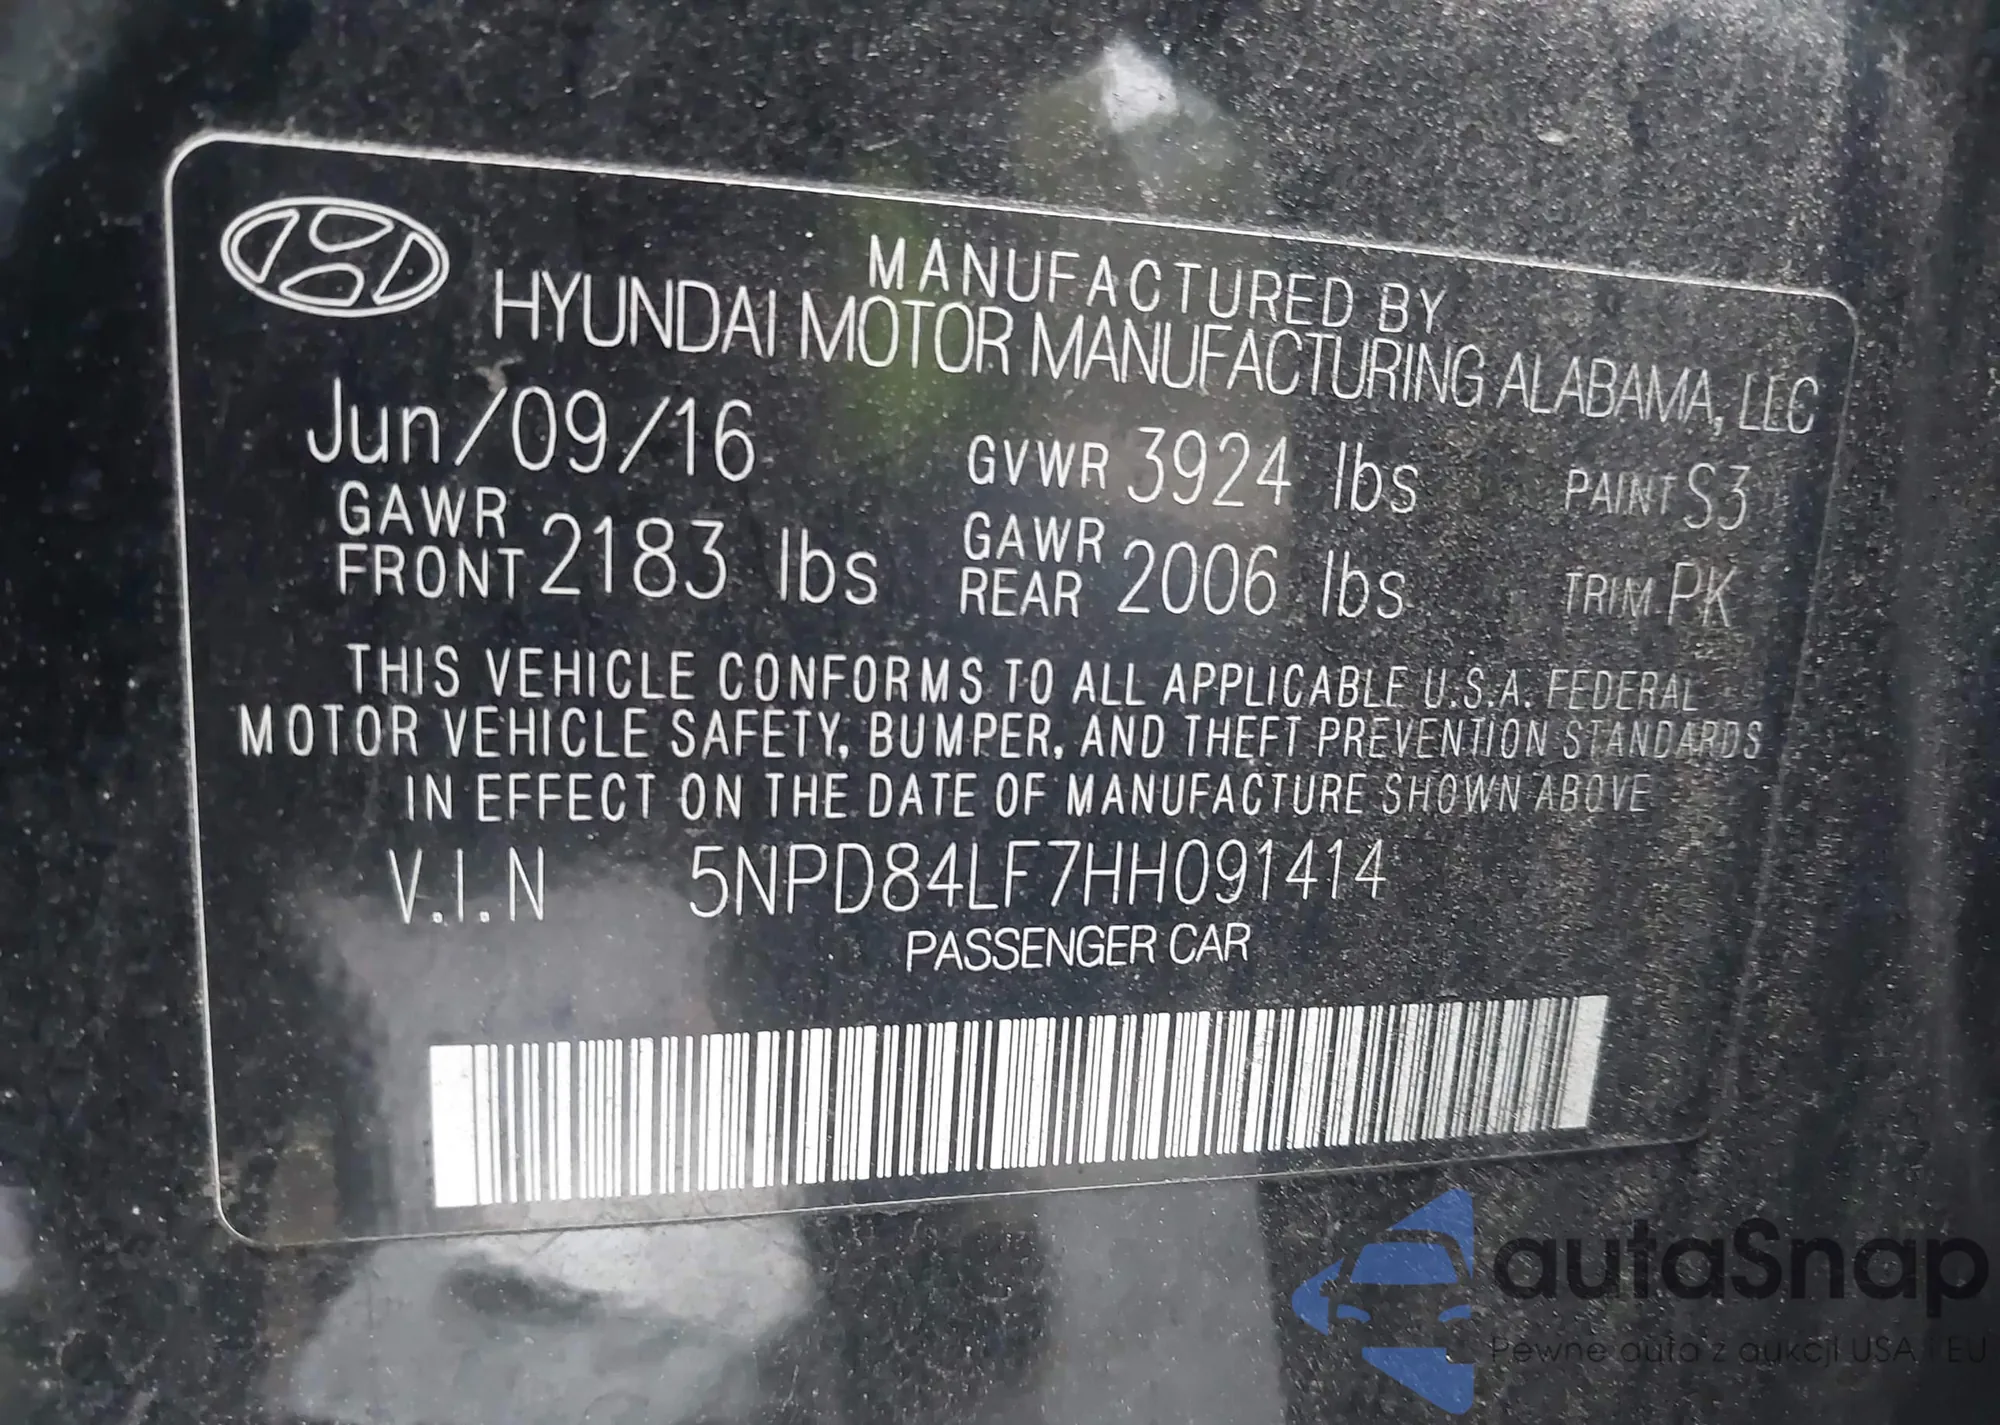 MANUFACTURED BY
HYUNDAI MOTOR MANUFACTURING ALABAMA, LLC
Jun/09/16 GVWR 3924 lbs PAINT S3
GAWR FRONT 2183 lbs GAWR REAR 2006 lbs TRIM PK
THIS VEHICLE CONFORMS TO ALL APPLICABLE U.S.A. FEDERAL
MOTOR VEHICLE SAFETY, BUMPER, AND THEFT PREVENTION STANDARDS
IN EFFECT ON THE DATE OF MANUFACTURE SHOWN ABOVE
V.I.N 5NPD84LF7HH091414
PASSENGER CAR
autaSnap
Pewne auta z aukcji USA i EU